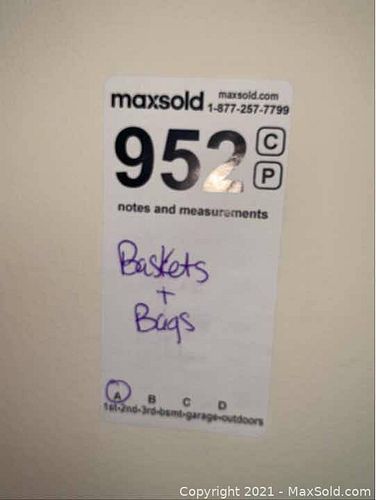 maxsold maxsold.com
1-877-257-7799
952 C
P
notes and measurements
Baskets
+
Bags
A B C D
1st-2nd-3rd-bsmt-garage-outdoors
Copyright 2021 - MaxSold.com